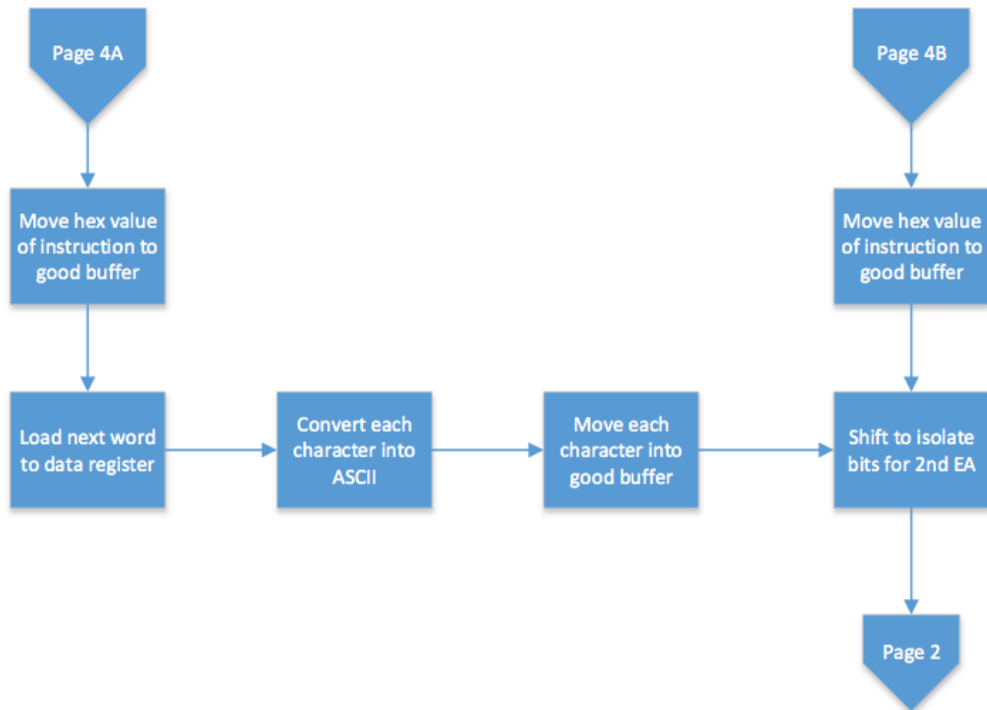 Page 4A
Page 4B
Move hex value
of instruction to
good buffer
Move hex value
of instruction to
good buffer
Load next word
to data register
Convert each
character into
ASCII
Move each
character into
good buffer
Shift to isolate
bits for 2nd EA
Page 2